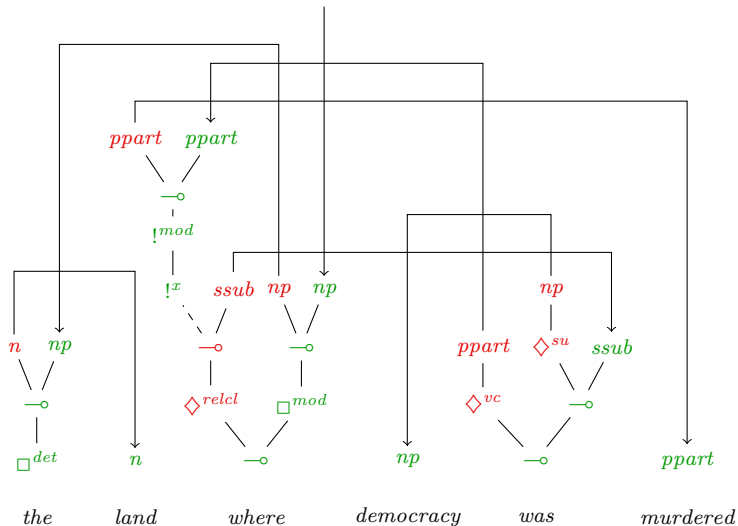 ppart ppart
⊸
!mod
!x ssub np np np
n np ⊸ ⊸ ppart ◇su ssub
⊸ ◇relcl □mod ◇vc ⊸
□det n ⊸ np ⊸ ppart
the land where democracy was murdered